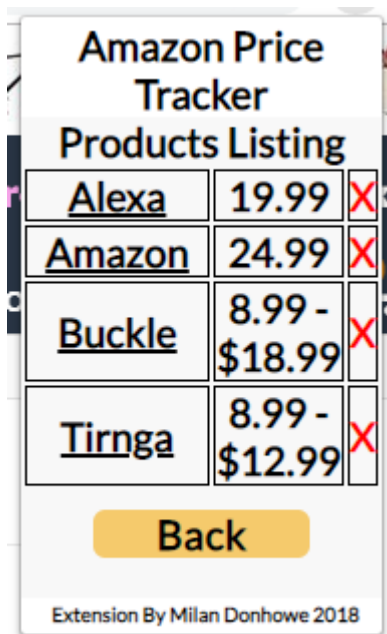 Amazon Price
Tracker
Products Listing
Alexa 19.99 X
Amazon 24.99 X
Buckle 8.99 -
$18.99 X
Tirnga 8.99 -
$12.99 X
Back
Extension By Milan Donhowe 2018